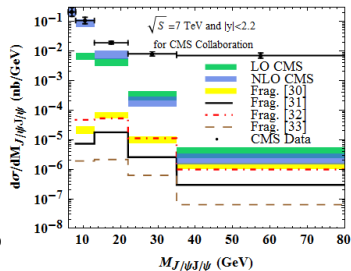 √S =7 TeV and |y|<2.2
for CMS Collaboration
LO CMS
NLO CMS
Frag. [30]
Frag. [31]
Frag. [32]
Frag. [33]
CMS Data
dσ/dM_{J/ψJ/ψ} (nb/GeV)
10^{-1}
10^{-2}
10^{-3}
10^{-4}
10^{-5}
10^{-6}
10^{-7}
10 20 30 40 50 60 70 80
M_{J/ψJ/ψ} (GeV)